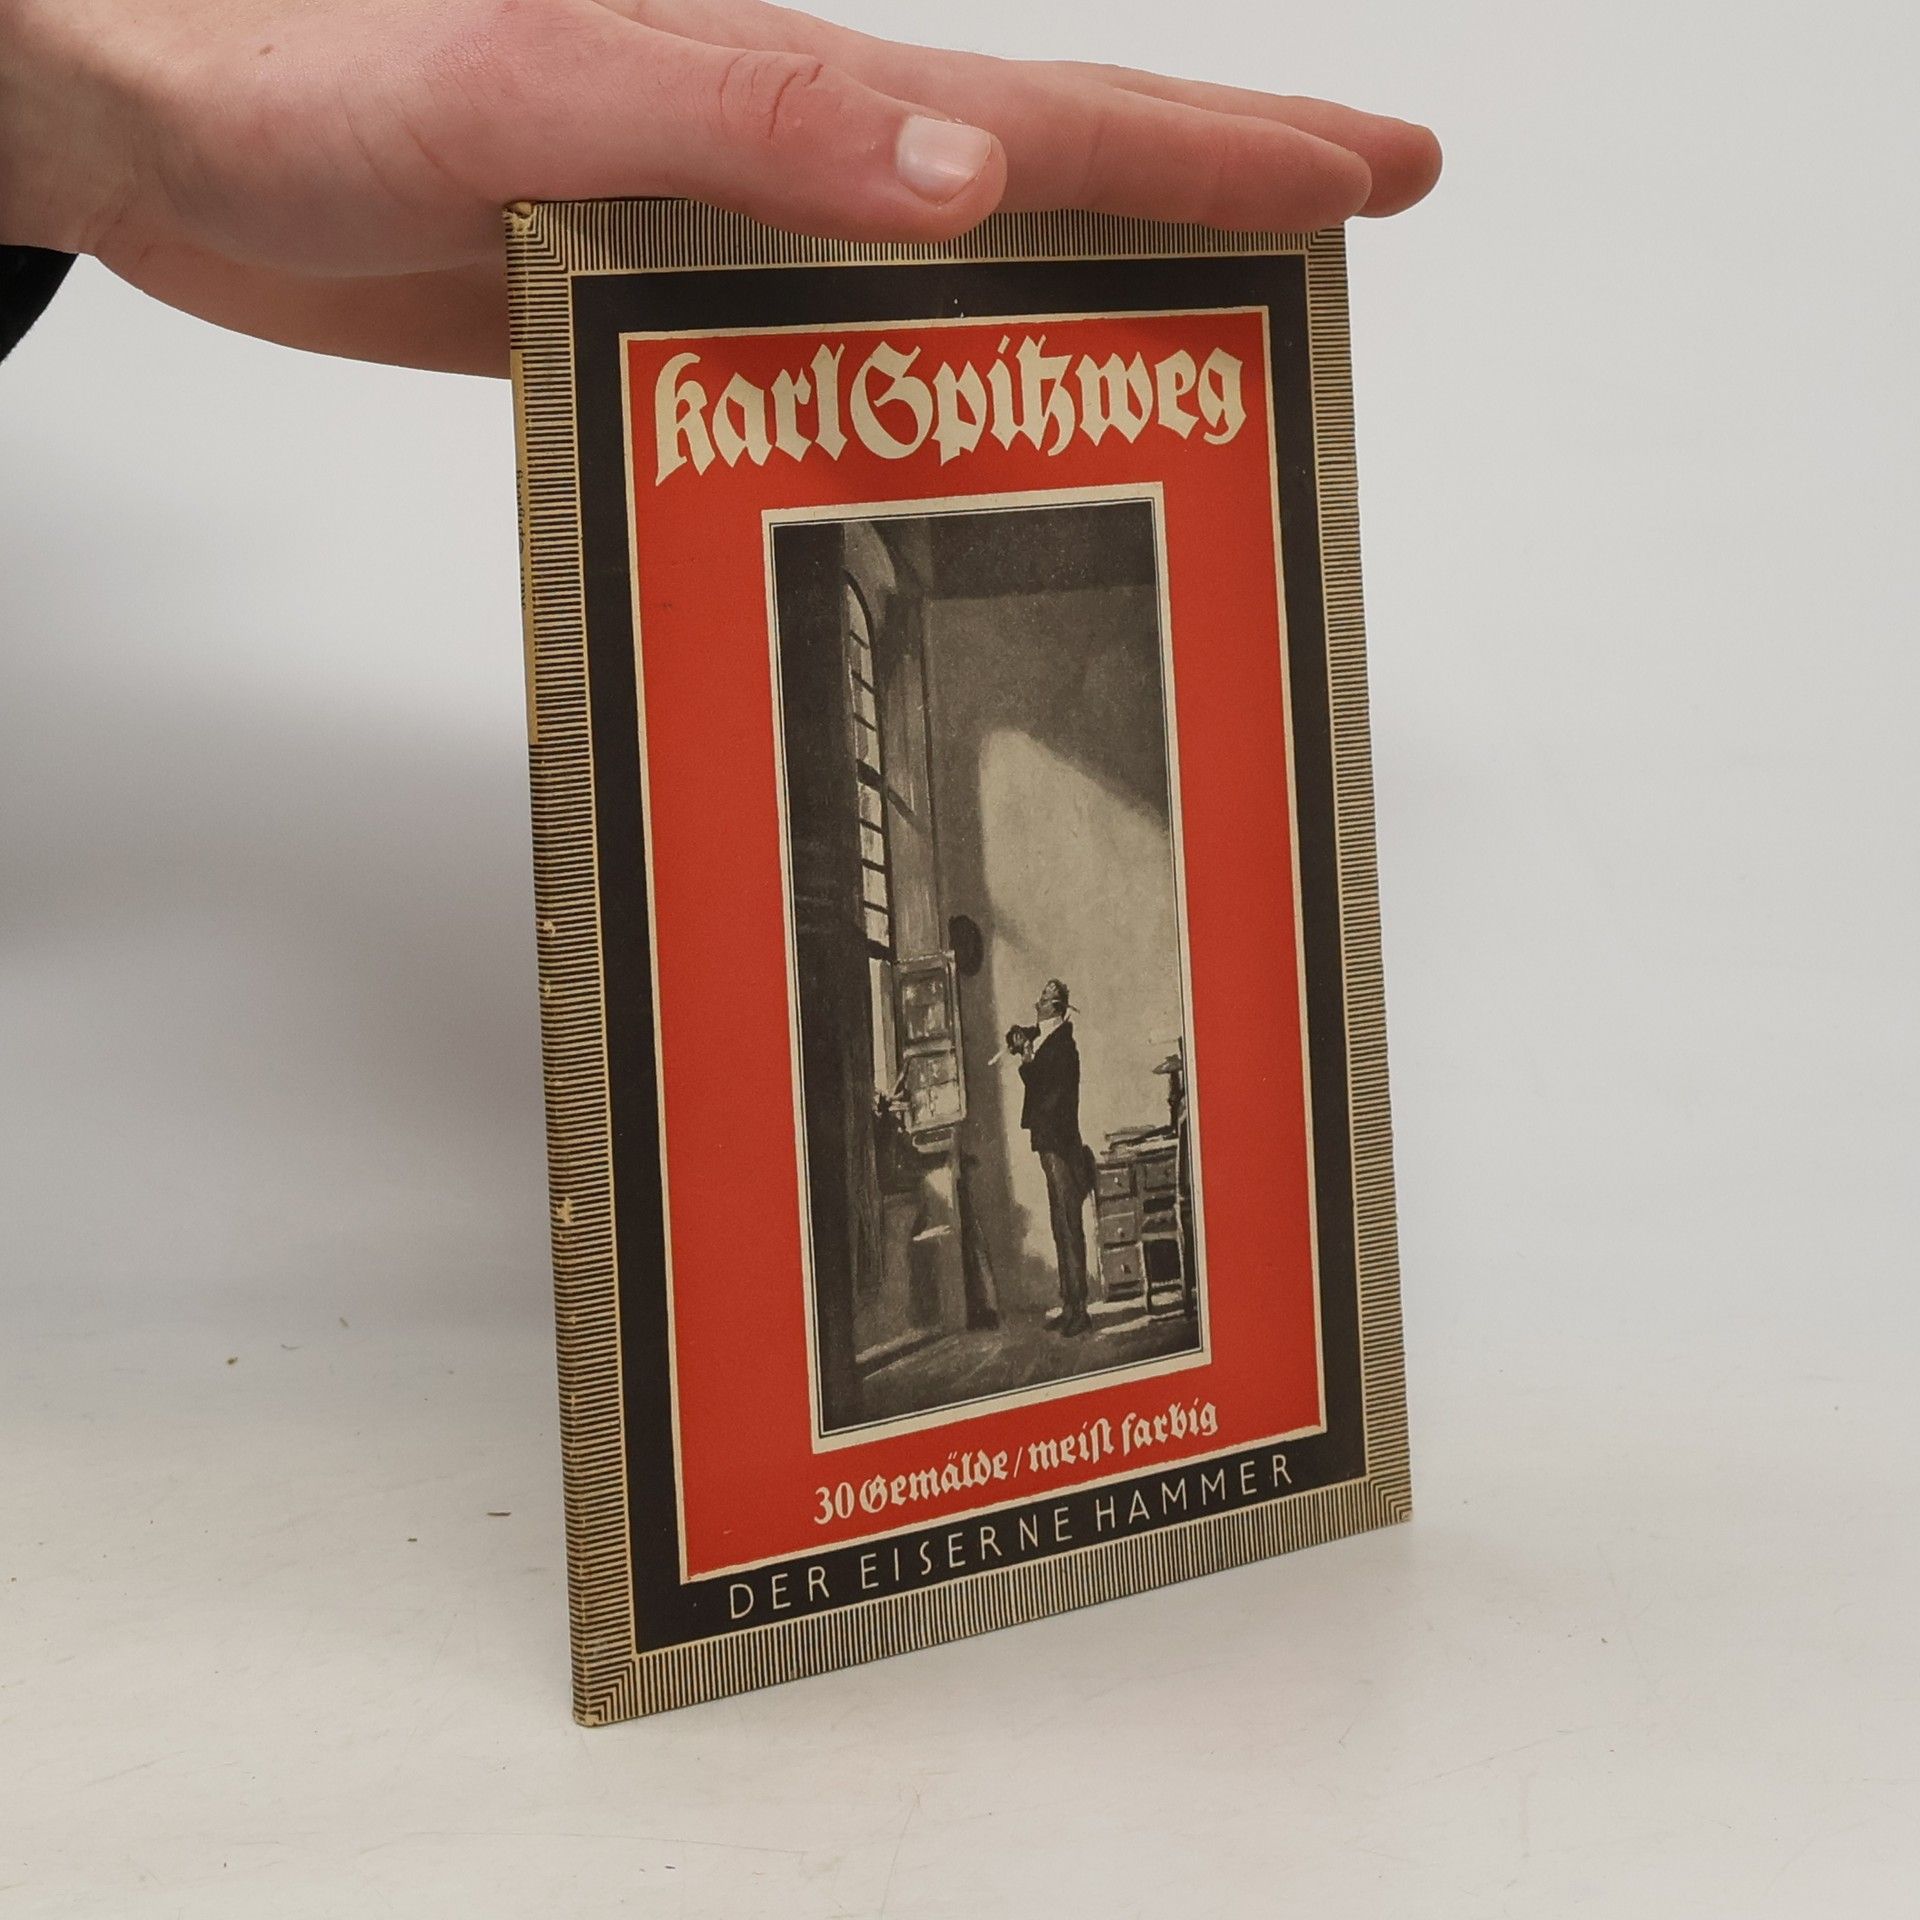 Karl Spitzweg
30 Gemälde / meiſt farbig
DER EISERNE HAMMER